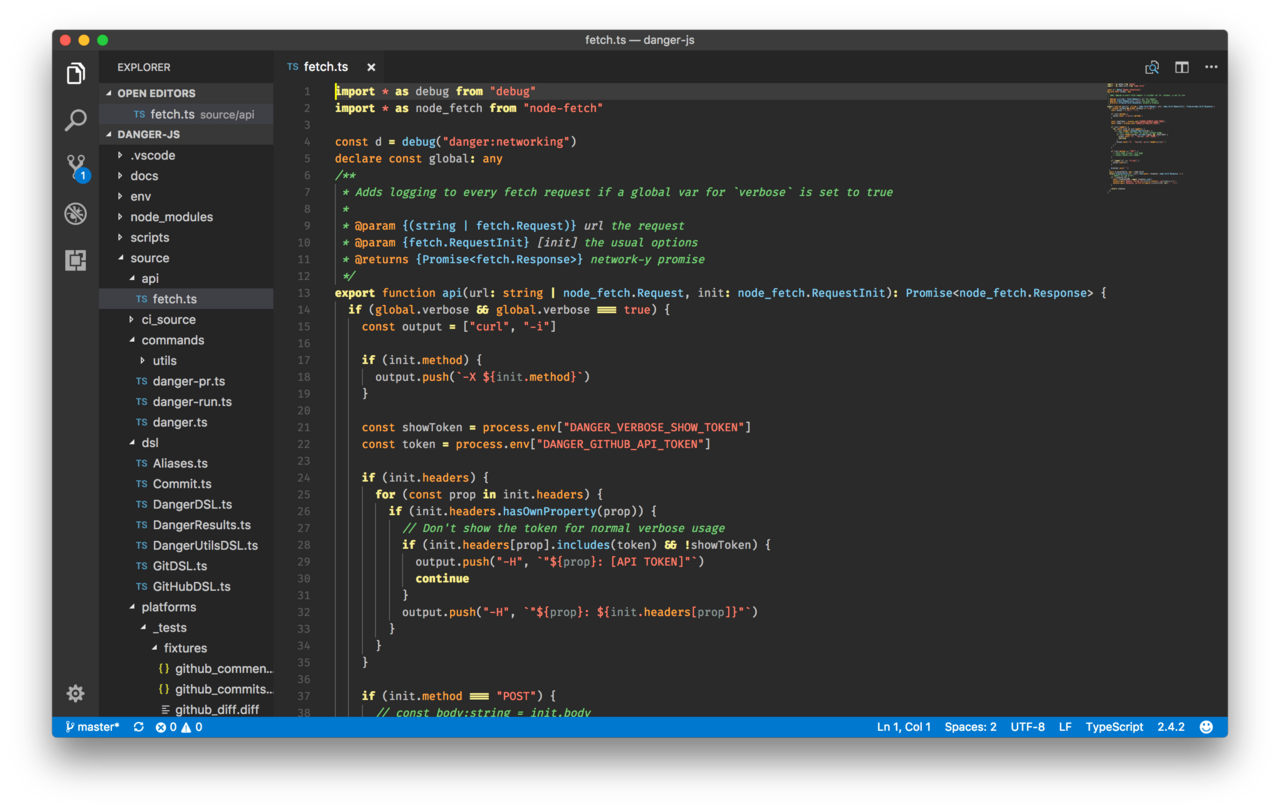 fetch.ts — danger-js
EXPLORER
OPEN EDITORS
TS fetch.ts source/api
DANGER-JS
.vscode
docs
env
node_modules
scripts
source
api
TS fetch.ts
ci_source
commands
utils
TS danger-pr.ts
TS danger-run.ts
TS danger.ts
dsl
TS Aliases.ts
TS Commit.ts
TS DangerDSL.ts
TS DangerResults.ts
TS DangerUtilsDSL.ts
TS GitDSL.ts
TS GitHubDSL.ts
platforms
_tests
fixtures
{} github_commen...
{} github_commits...
github_diff.diff
1
TS fetch.ts ×
1 import * as debug from "debug"
2 import * as node_fetch from "node-fetch"
3
4 const d = debug("danger:networking")
5 declare const global: any
6 /**
7 * Adds logging to every fetch request if a global var for `verbose` is set to true
8 *
9 * @param {(string | fetch.Request)} url the request
10 * @param {fetch.RequestInit} [init] the usual options
11 * @returns {Promise<fetch.Response>} network-y promise
12 */
13 export function api(url: string | node_fetch.Request, init: node_fetch.RequestInit): Promise<node_fetch.Response> {
14 if (global.verbose && global.verbose === true) {
15 const output = ["curl", "-i"]
16
17 if (init.method) {
18 output.push(`-X ${init.method}`)
19 }
20
21 const showToken = process.env["DANGER_VERBOSE_SHOW_TOKEN"]
22 const token = process.env["DANGER_GITHUB_API_TOKEN"]
23
24 if (init.headers) {
25 for (const prop in init.headers) {
26 if (init.headers.hasOwnProperty(prop)) {
27 // Don't show the token for normal verbose usage
28 if (init.headers[prop].includes(token) && !showToken) {
29 output.push("-H", `"${prop}: [API TOKEN]"`)
30 continue
31 }
32 output.push("-H", `"${prop}: ${init.headers[prop]}"`)
33 }
34 }
35 }
36
37 if (init.method === "POST") {
38 // const body:string = init.body
master* 0 0
Ln 1, Col 1 Spaces: 2 UTF-8 LF TypeScript 2.4.2